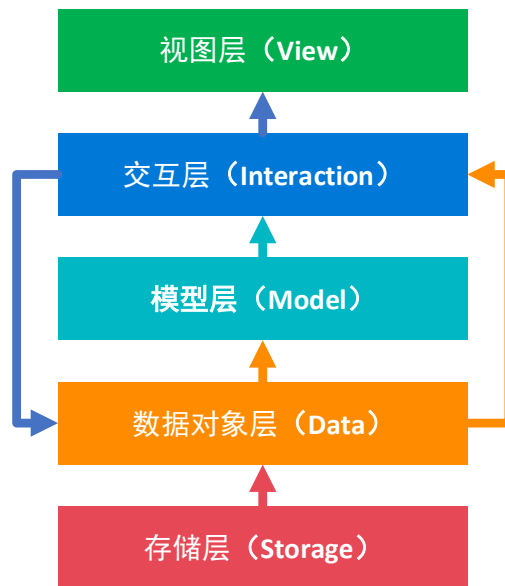 视图层（View）
交互层（Interaction）
模型层（Model）
数据对象层（Data）
存储层（Storage）